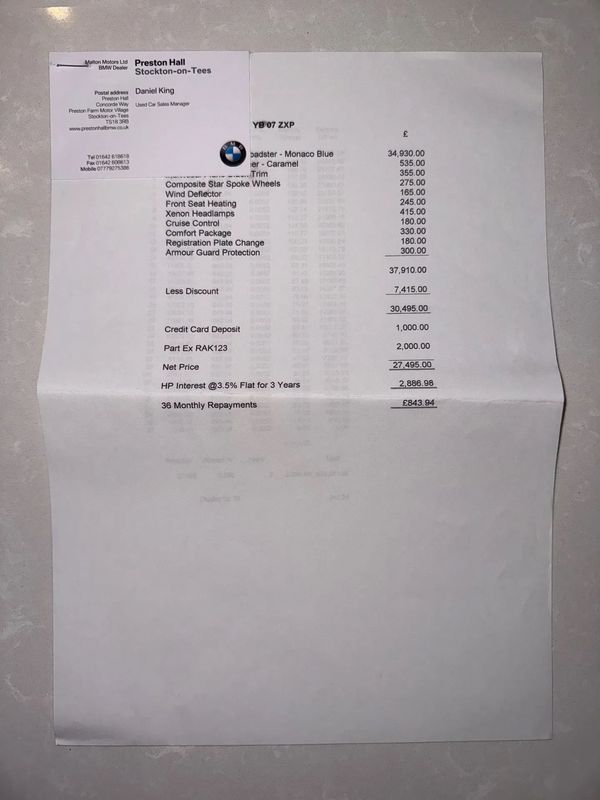 Malton Motors Ltd
BMW Dealer
Preston Hall
Stockton-on-Tees
Postal address
Preston Hall
Concorde Way
Preston Farm Motor Village
Stockton-on-Tees
TS18 3RB
www.prestonhallbmw.co.uk
Daniel King
Used Car Sales Manager
Tel 01642 618618
Fax 01642 606613
Mobile 07779275386
BMW
YB 07 ZXP
£
oadster - Monaco Blue 34,930.00
er - Caramel 535.00
Trim 355.00
Composite Star Spoke Wheels 275.00
Wind Deflector 165.00
Front Seat Heating 245.00
Xenon Headlamps 415.00
Cruise Control 180.00
Comfort Package 330.00
Registration Plate Change 180.00
Armour Guard Protection 300.00
37,910.00
Less Discount 7,415.00
30,495.00
Credit Card Deposit 1,000.00
Part Ex RAK123 2,000.00
Net Price 27,495.00
HP Interest @3.5% Flat for 3 Years 2,886.98
36 Monthly Repayments £843.94